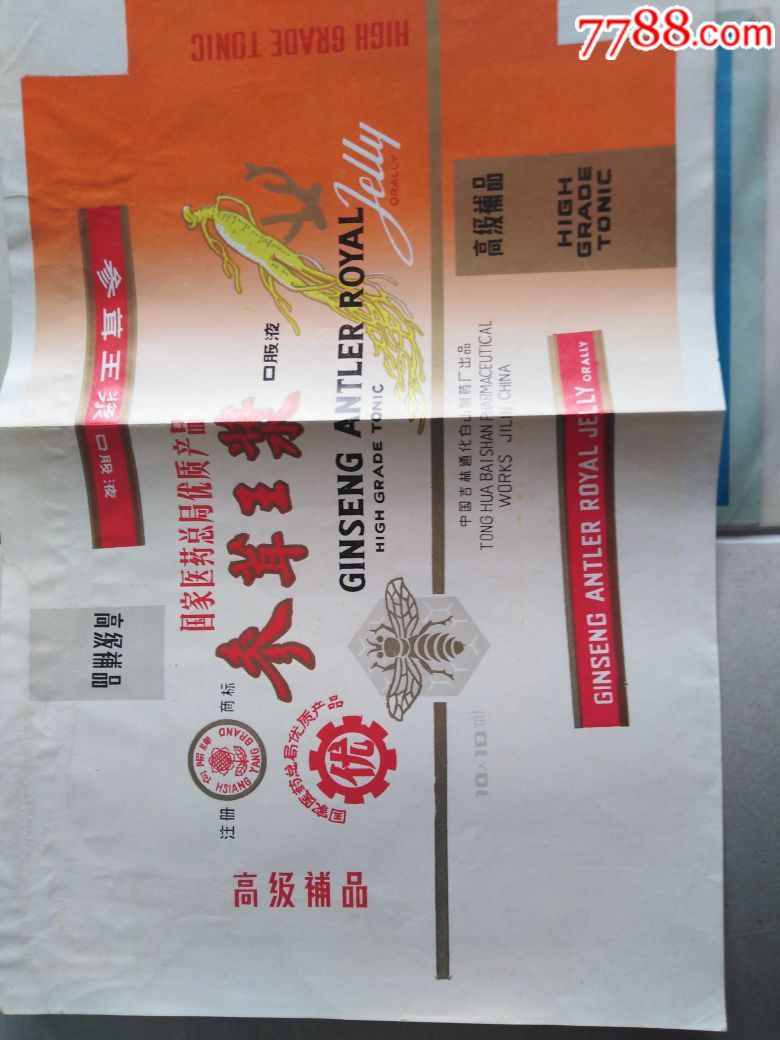 7788.com
HIGH GRADE TONIC
参茸王浆 口服液
高级補品
国家医药总局优质产品
参茸王浆 口服液
GINSENG ANTLER ROYAL Jelly
ORALLY
HIGH GRADE TONIC
注册 商标
向陽牌
HSIANG YANG BRAND
国家医药总局优质产品
优
高级補品
高级補品
HIGH
GRADE
TONIC
中国吉林通化白山制药厂出品
TONG HUA BAI SHAN PHARMACEUTICAL
WORKS JILIN CHINA
10×10ml
GINSENG ANTLER ROYAL JELLY ORALLY